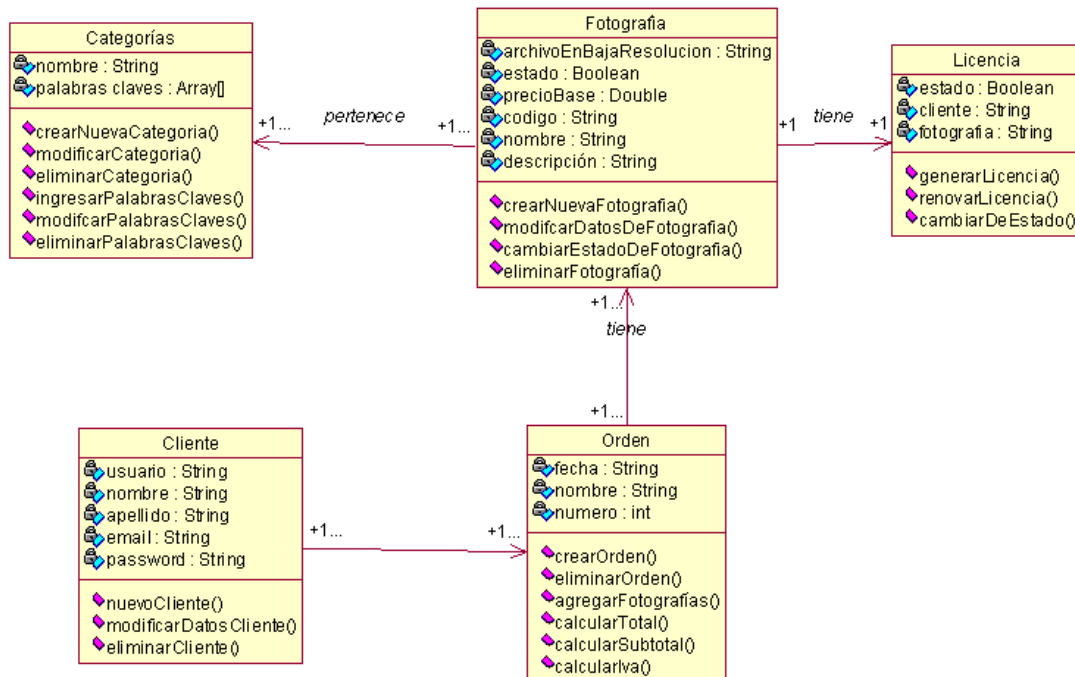 Categorías
nombre : String
palabras claves : Array[]
crearNuevaCategoria()
modificarCategoria()
eliminarCategoria()
ingresarPalabrasClaves()
modifcarPalabrasClaves()
eliminarPalabrasClaves()
+1...
pertenece
+1...
Fotografia
archivoEnBajaResolucion : String
estado : Boolean
precioBase : Double
codigo : String
nombre : String
descripción : String
crearNuevaFotografia()
modifcarDatosDeFotografia()
cambiarEstadoDeFotografia()
eliminarFotografía()
+1
tiene
+1
Licencia
estado : Boolean
cliente : String
fotografia : String
generarLicencia()
renovarLicencia()
cambiarDeEstado()
+1...
tiene
+1...
Cliente
usuario : String
nombre : String
apellido : String
email : String
password : String
nuevoCliente()
modificarDatosCliente()
eliminarCliente()
+1...
+1...
Orden
fecha : String
nombre : String
numero : int
crearOrden()
eliminarOrden()
agregarFotografías()
calcularTotal()
calcularSubtotal()
calcularIva()